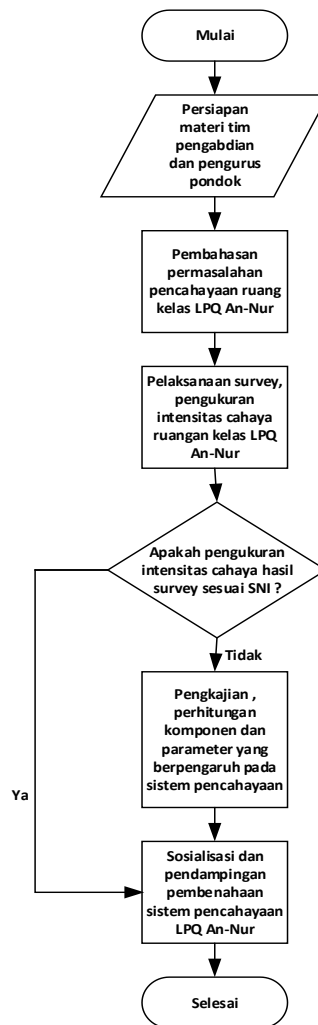 Mulai
Persiapan
materi tim
pengabdian
dan pengurus
pondok
Pembahasan
permasalahan
pencahayaan ruang
kelas LPQ An-Nur
Pelaksanaan survey,
pengukuran
intensitas cahaya
ruangan kelas LPQ
An-Nur
Apakah pengukuran
intensitas cahaya hasil
survey sesuai SNI ?
Tidak
Pengkajian ,
perhitungan
komponen dan
parameter yang
berpengaruh pada
sistem pencahayaan
Ya
Sosialisasi dan
pendampingan
pembenahaan
sistem pencahayaan
LPQ An-Nur
Selesai